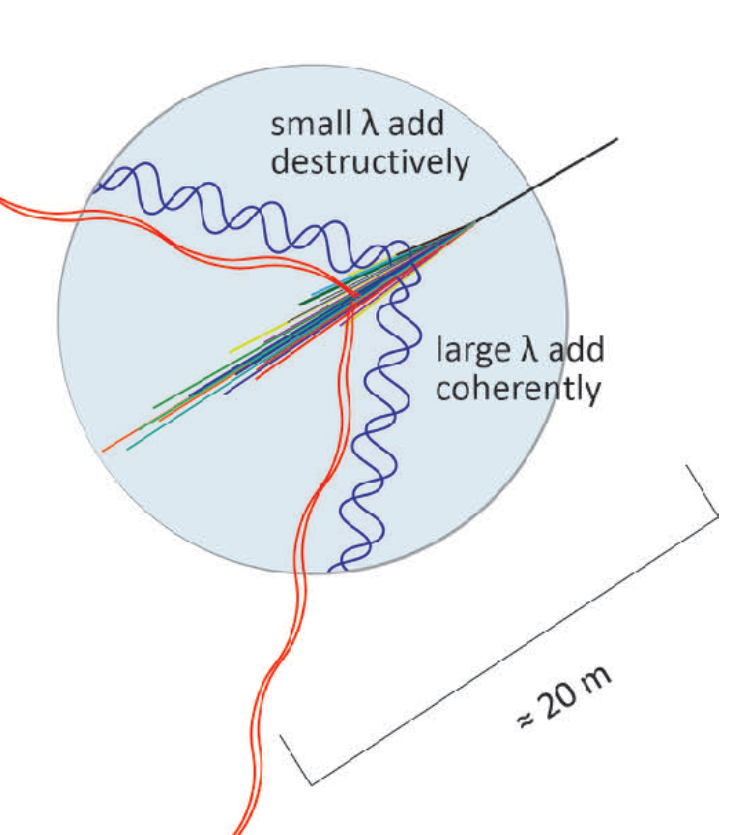 small λ add
destructively
large λ add
coherently
≈ 20 m